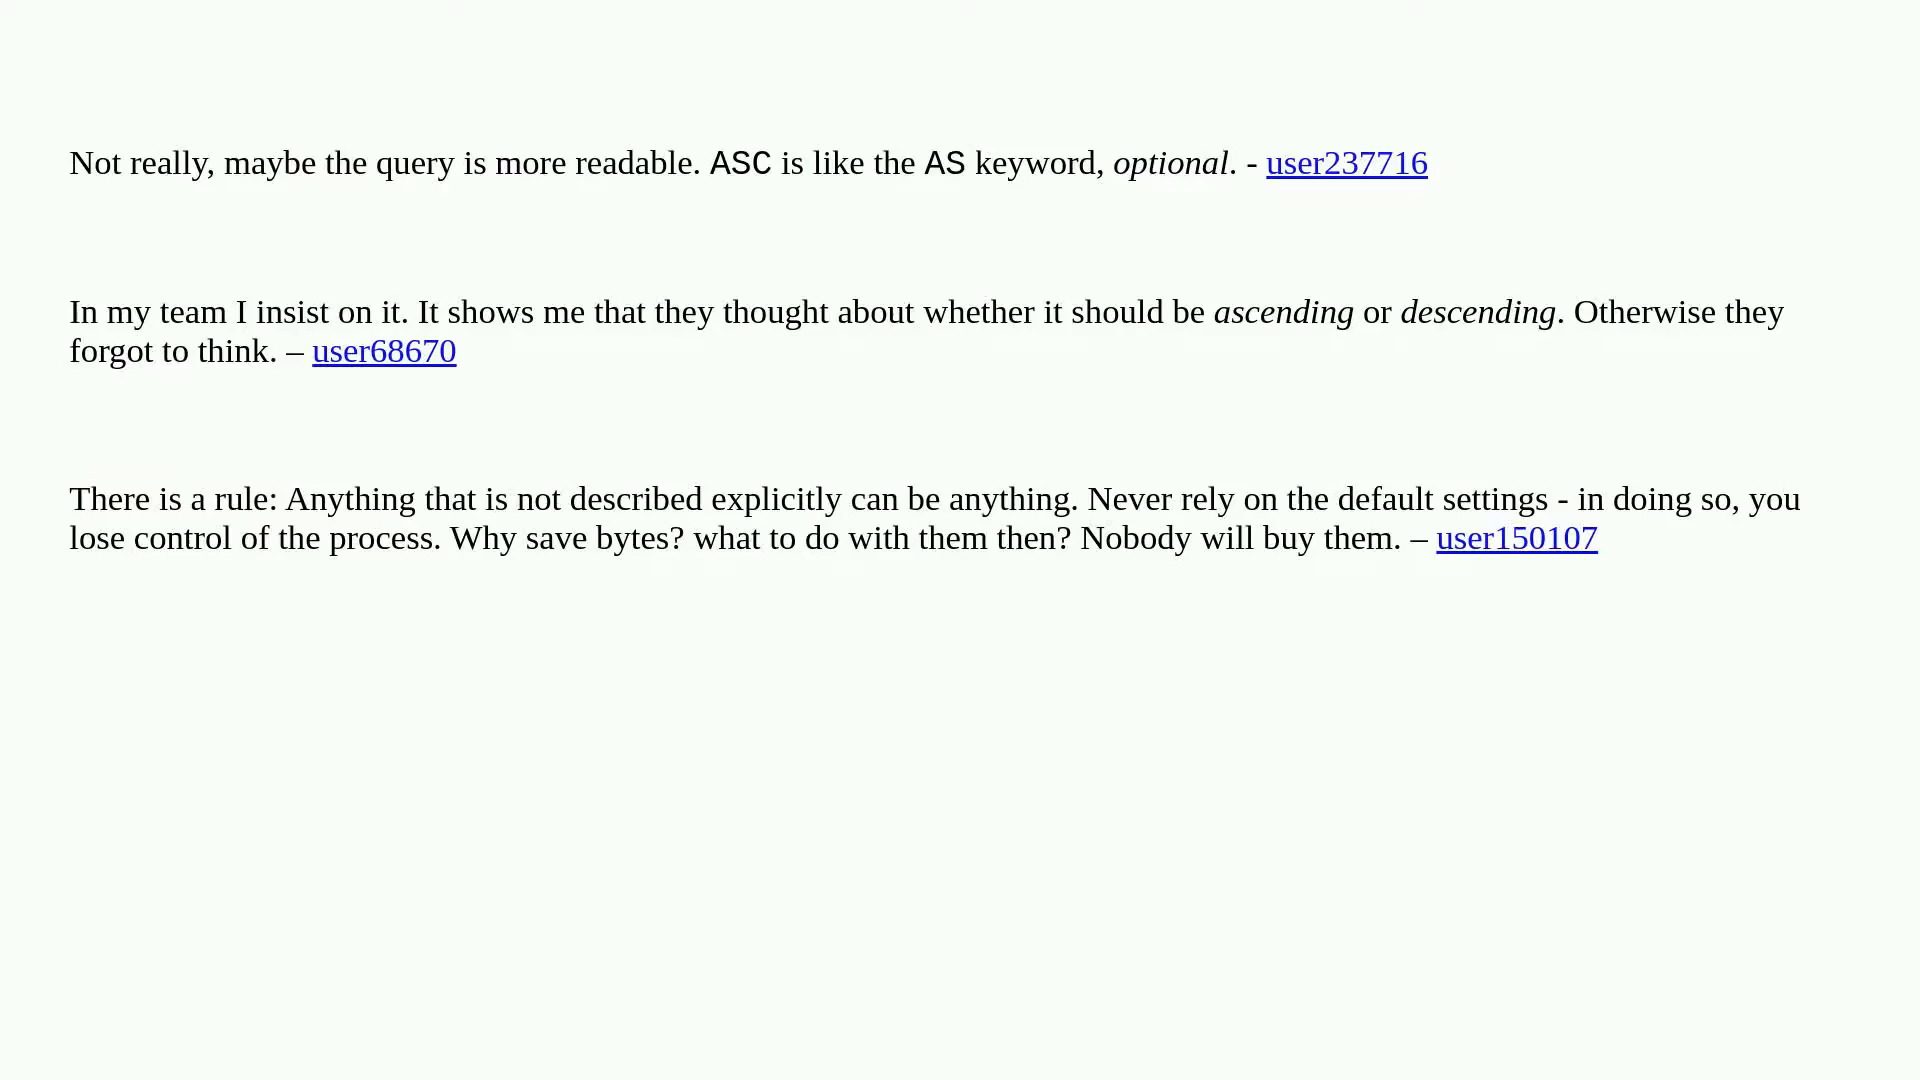 Not really, maybe the query is more readable. ASC is like the AS keyword, optional. - user237716
In my team I insist on it. It shows me that they thought about whether it should be ascending or descending. Otherwise they
forgot to think. – user68670
There is a rule: Anything that is not described explicitly can be anything. Never rely on the default settings - in doing so, you
lose control of the process. Why save bytes? what to do with them then? Nobody will buy them. – user150107